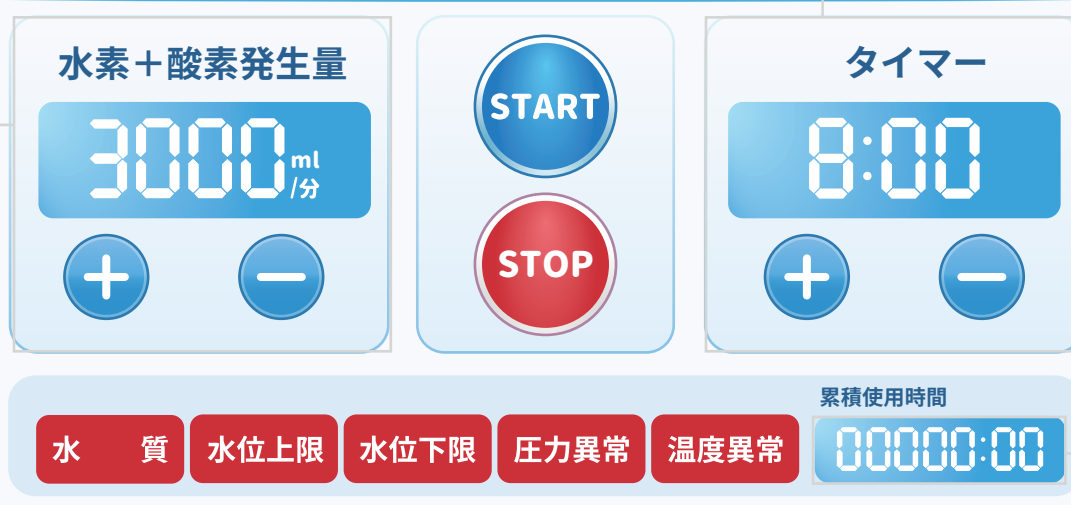 水素＋酸素発生量
3000 ml/分
START
STOP
タイマー
8:00
累積使用時間
水　質
水位上限
水位下限
圧力異常
温度異常
00000:00